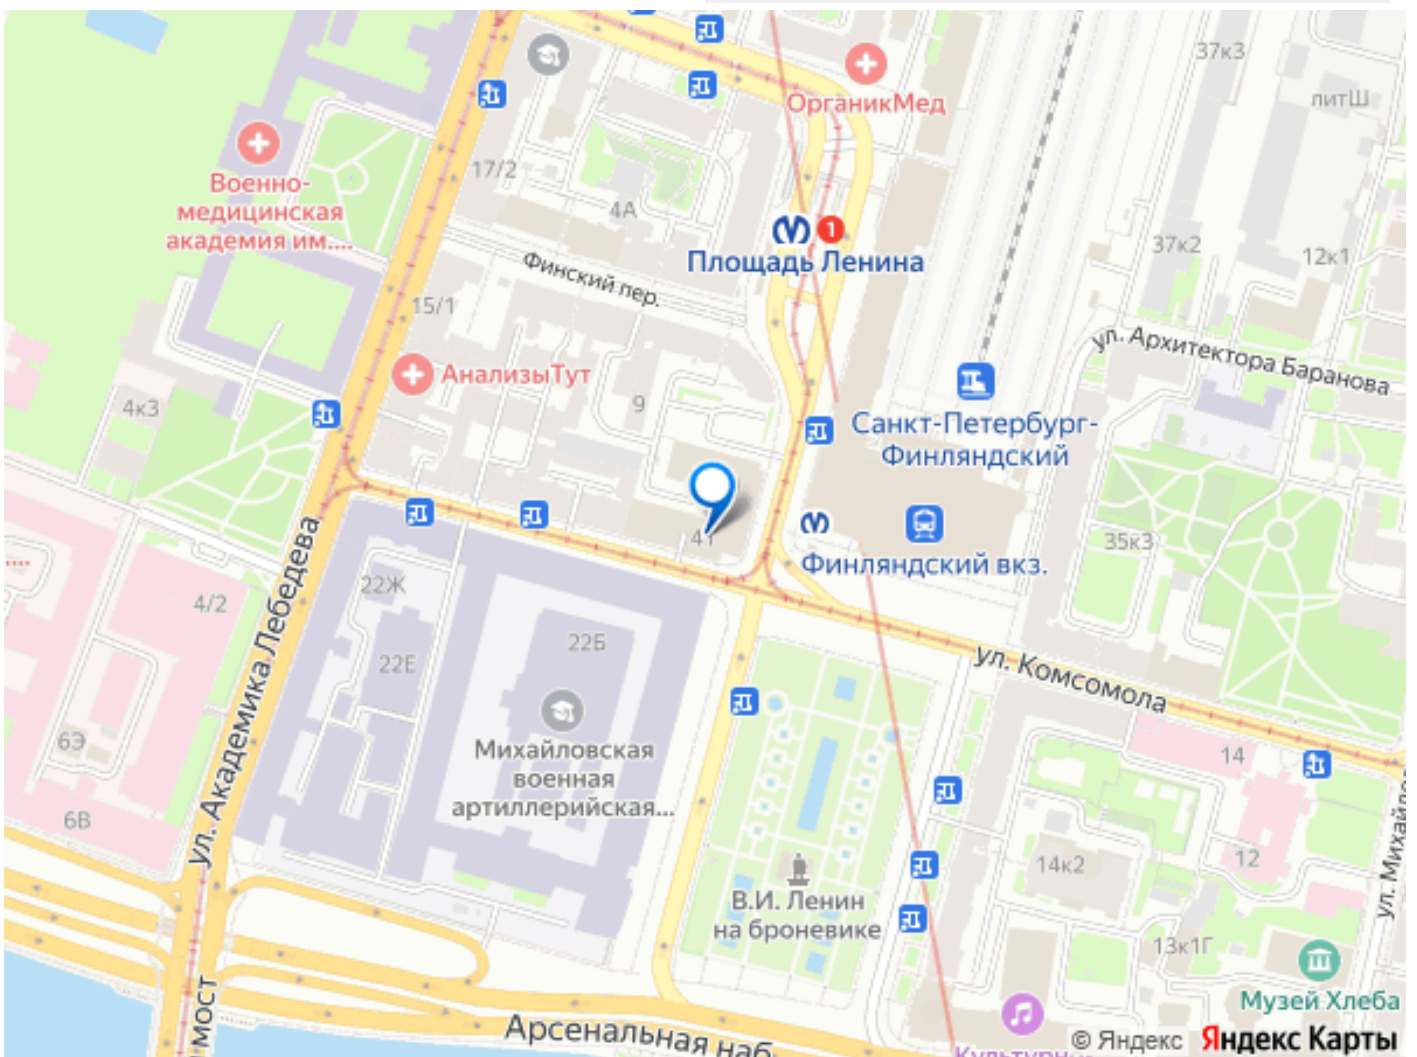 37к3
литШ
ОрганикМед
17/2
Военно-
медицинская
академия им....
4А
1
Площадь Ленина
37к2
12к1
Финский пер.
15/1
ул. Архитектора Баранова
АнализыТут
4к3
9
Санкт-Петербург-
Финляндский
41
35к3
Финляндский вкз.
22Ж
4/2
ул. Академика Лебедева
22Б
22Е
ул. Комсомола
6Э
Михайловская
военная
артиллерийская...
14
6В
14к2
12
В.И. Ленин
на броневике
13к1Г
Музей Хлеба
мост
Арсенальная наб
© Яндекс Яндекс Карты